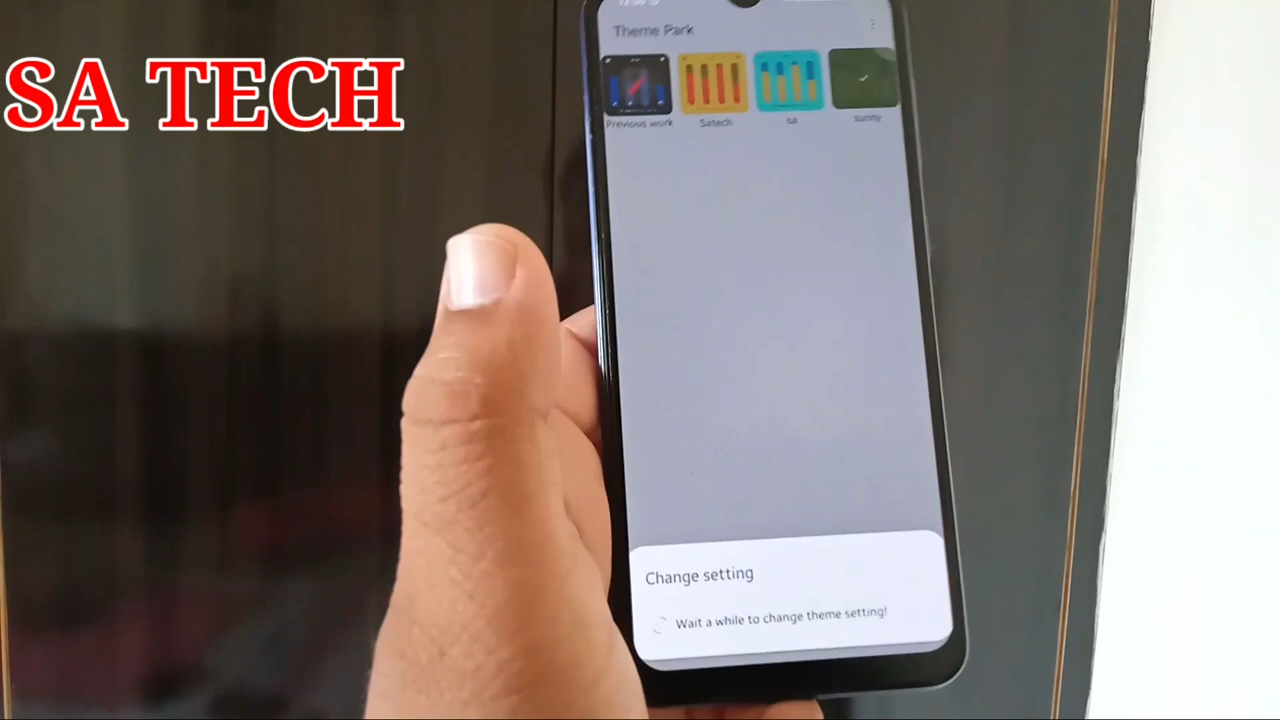 SA TECH
Theme Park
Previous work
Satech
sa
sunny
Change setting
Wait a while to change theme setting!